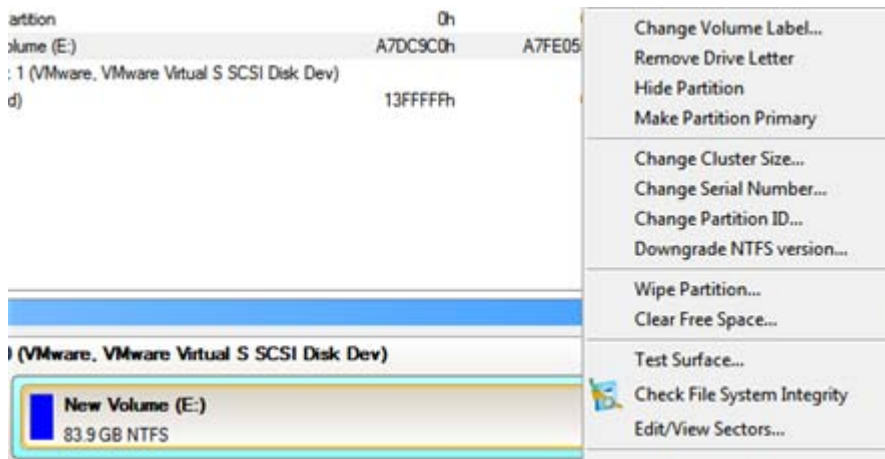 artition 0h
olume (E:) A7DC9C0h A7FE05
: 1 (VMware, VMware Virtual S SCSI Disk Dev)
d) 13FFFFFh
) (VMware, VMware Virtual S SCSI Disk Dev)
New Volume (E:)
83.9 GB NTFS
Change Volume Label...
Remove Drive Letter
Hide Partition
Make Partition Primary
Change Cluster Size...
Change Serial Number...
Change Partition ID...
Downgrade NTFS version...
Wipe Partition...
Clear Free Space...
Test Surface...
Check File System Integrity
Edit/View Sectors...